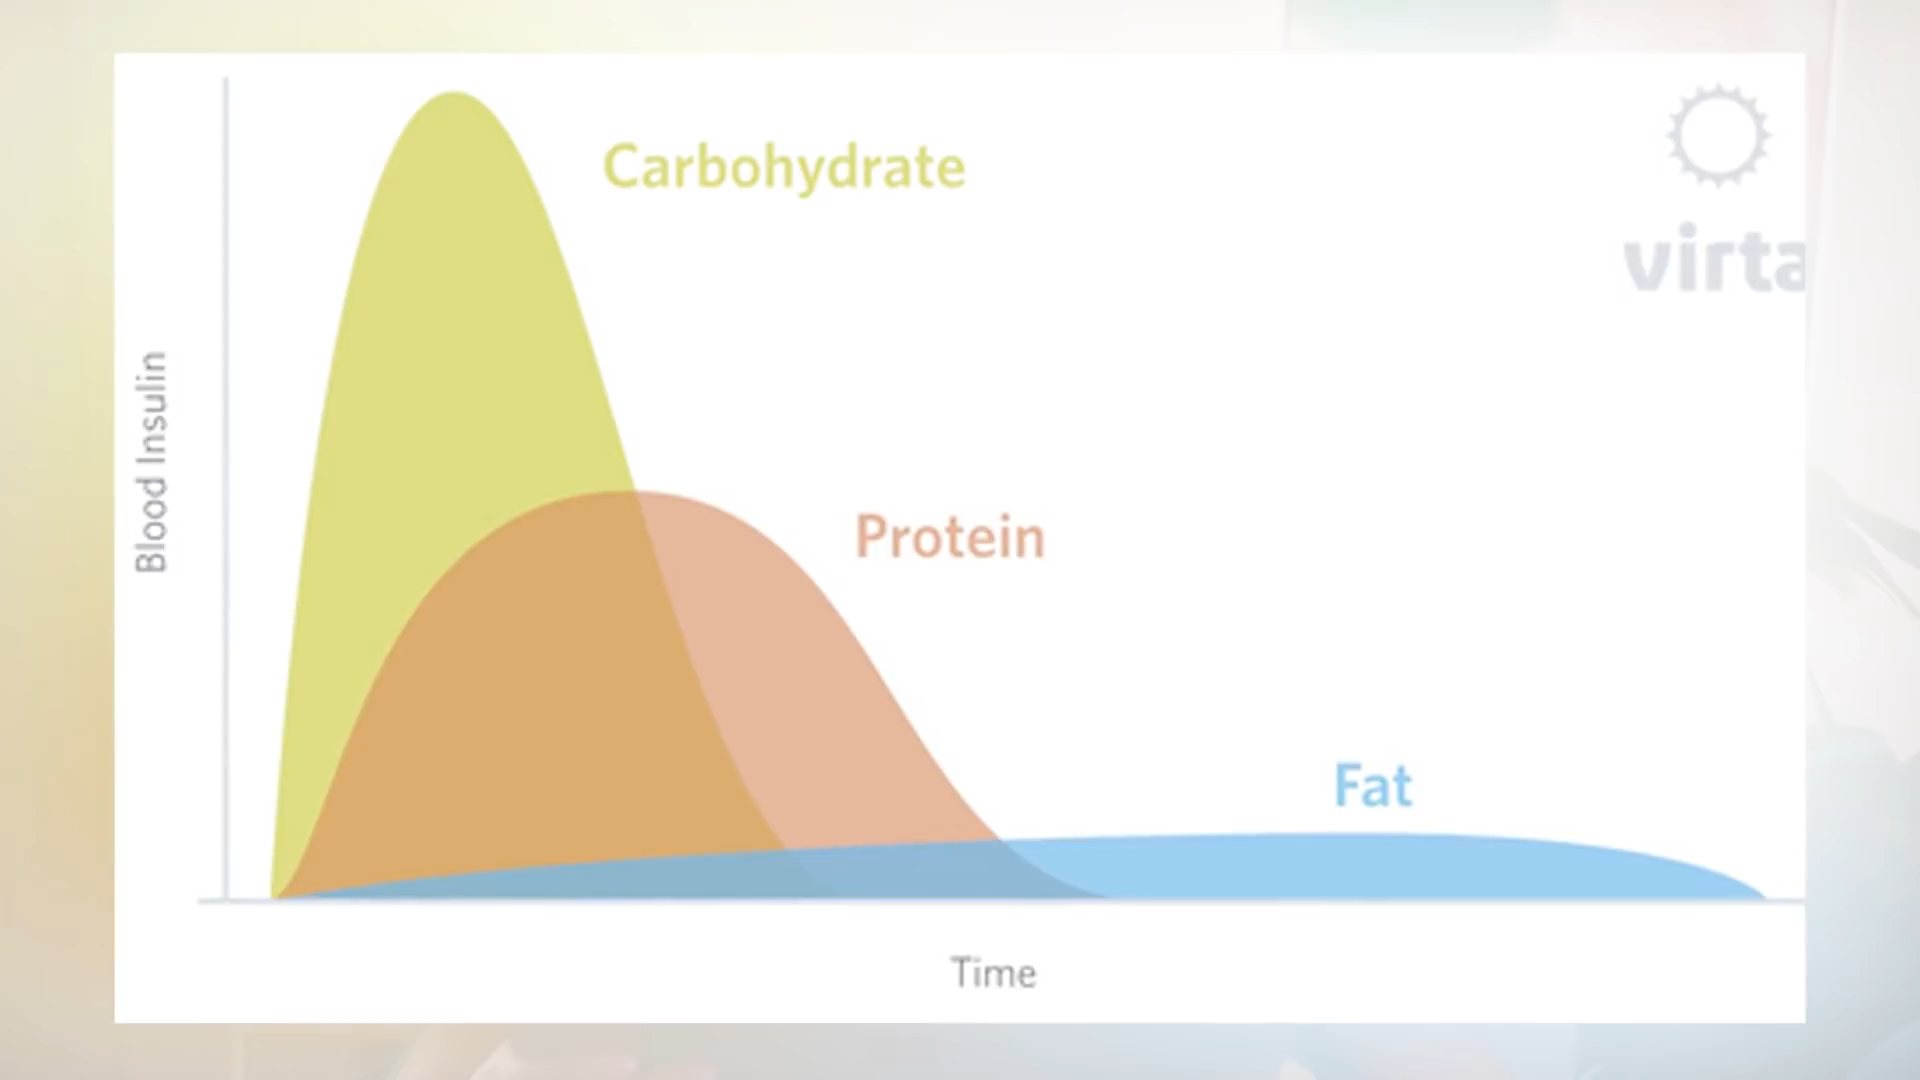 Carbohydrate
virta
Blood Insulin
Protein
Fat
Time